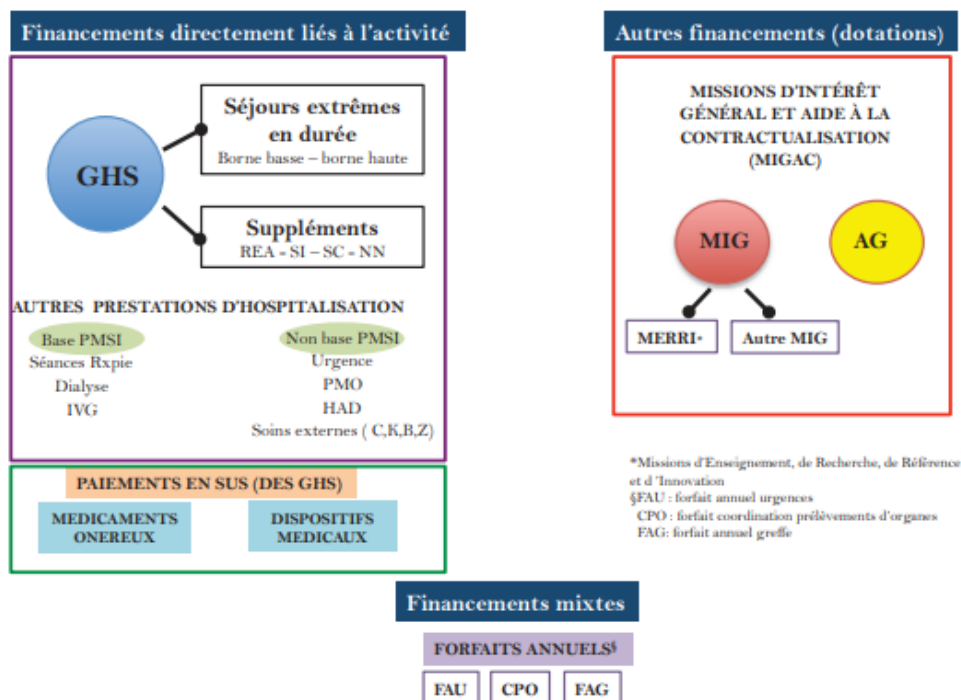 Financements directement liés à l'activité
GHS
Séjours extrêmes
en durée
Borne basse – borne haute
Suppléments
REA - SI – SC - NN
AUTRES PRESTATIONS D'HOSPITALISATION
Base PMSI
Séances Rxpie
Dialyse
IVG
Non base PMSI
Urgence
PMO
HAD
Soins externes ( C,K,B,Z)
PAIEMENTS EN SUS (DES GHS)
MEDICAMENTS
ONEREUX
DISPOSITIFS
MEDICAUX
Autres financements (dotations)
MISSIONS D'INTÉRÊT
GÉNÉRAL ET AIDE À LA
CONTRACTUALISATION
(MIGAC)
MIG
AG
MERRI*
Autre MIG
*Missions d'Enseignement, de Recherche, de Référence
et d 'Innovation
§FAU : forfait annuel urgences
CPO : forfait coordination prélèvements d'organes
FAG: forfait annuel greffe
Financements mixtes
FORFAITS ANNUELS§
FAU
CPO
FAG